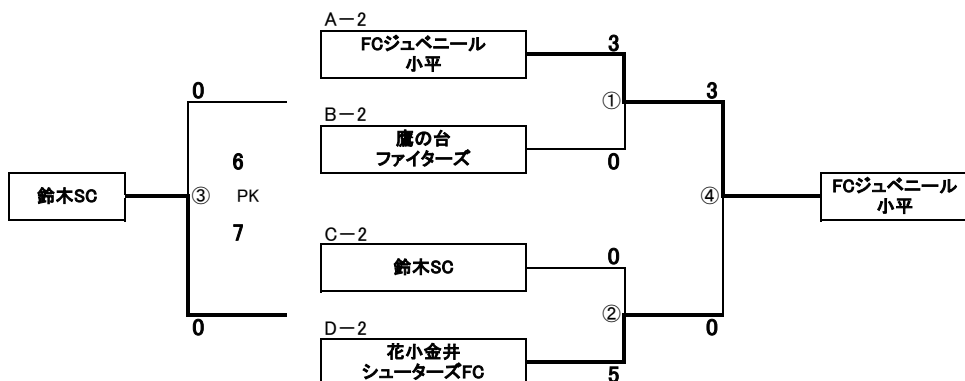 A－2
FCジュベニール
小平
3
0
①
3
B－2
鷹の台
ファイターズ
0
6
鈴木SC
③
PK
④
FCジュベニール
小平
7
C－2
鈴木SC
0
②
0
0
D－2
花小金井
シューターズFC
5